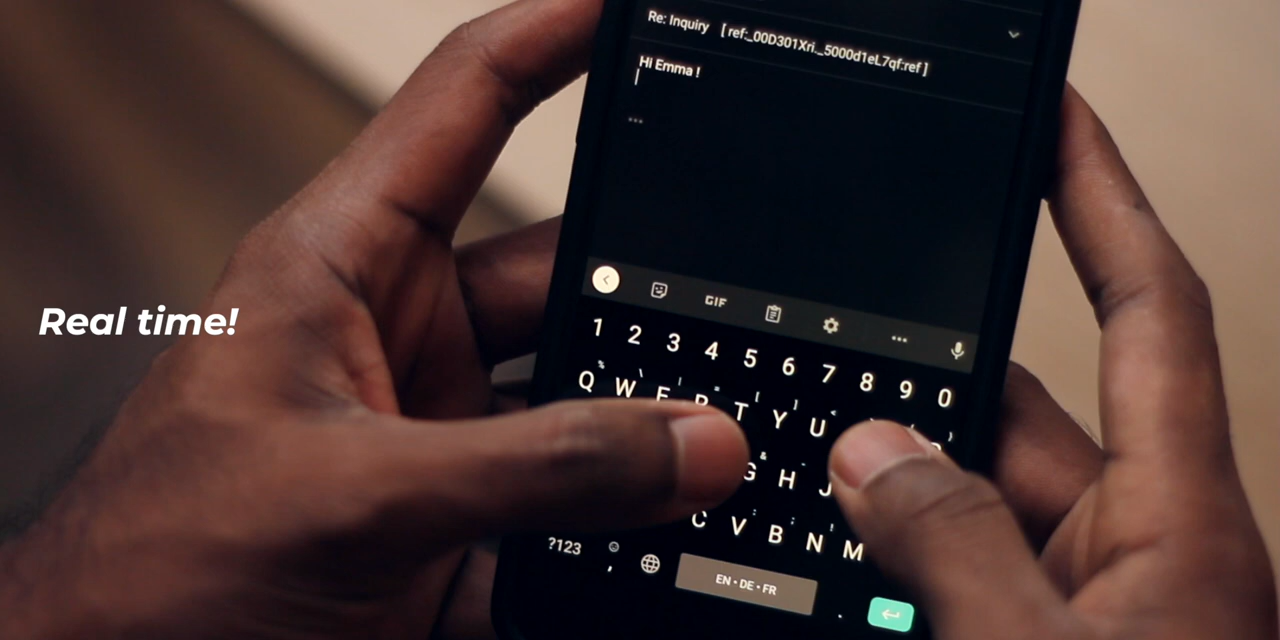 Re: Inquiry [ ref:_00D301Xri._5000d1eL7qf:ref ]
Hi Emma !
Real time!
GIF
1 2 3 4 5 6 7 8 9 0
Q W E R T Y U
G H J
C V B N M
?123 , EN • DE • FR .